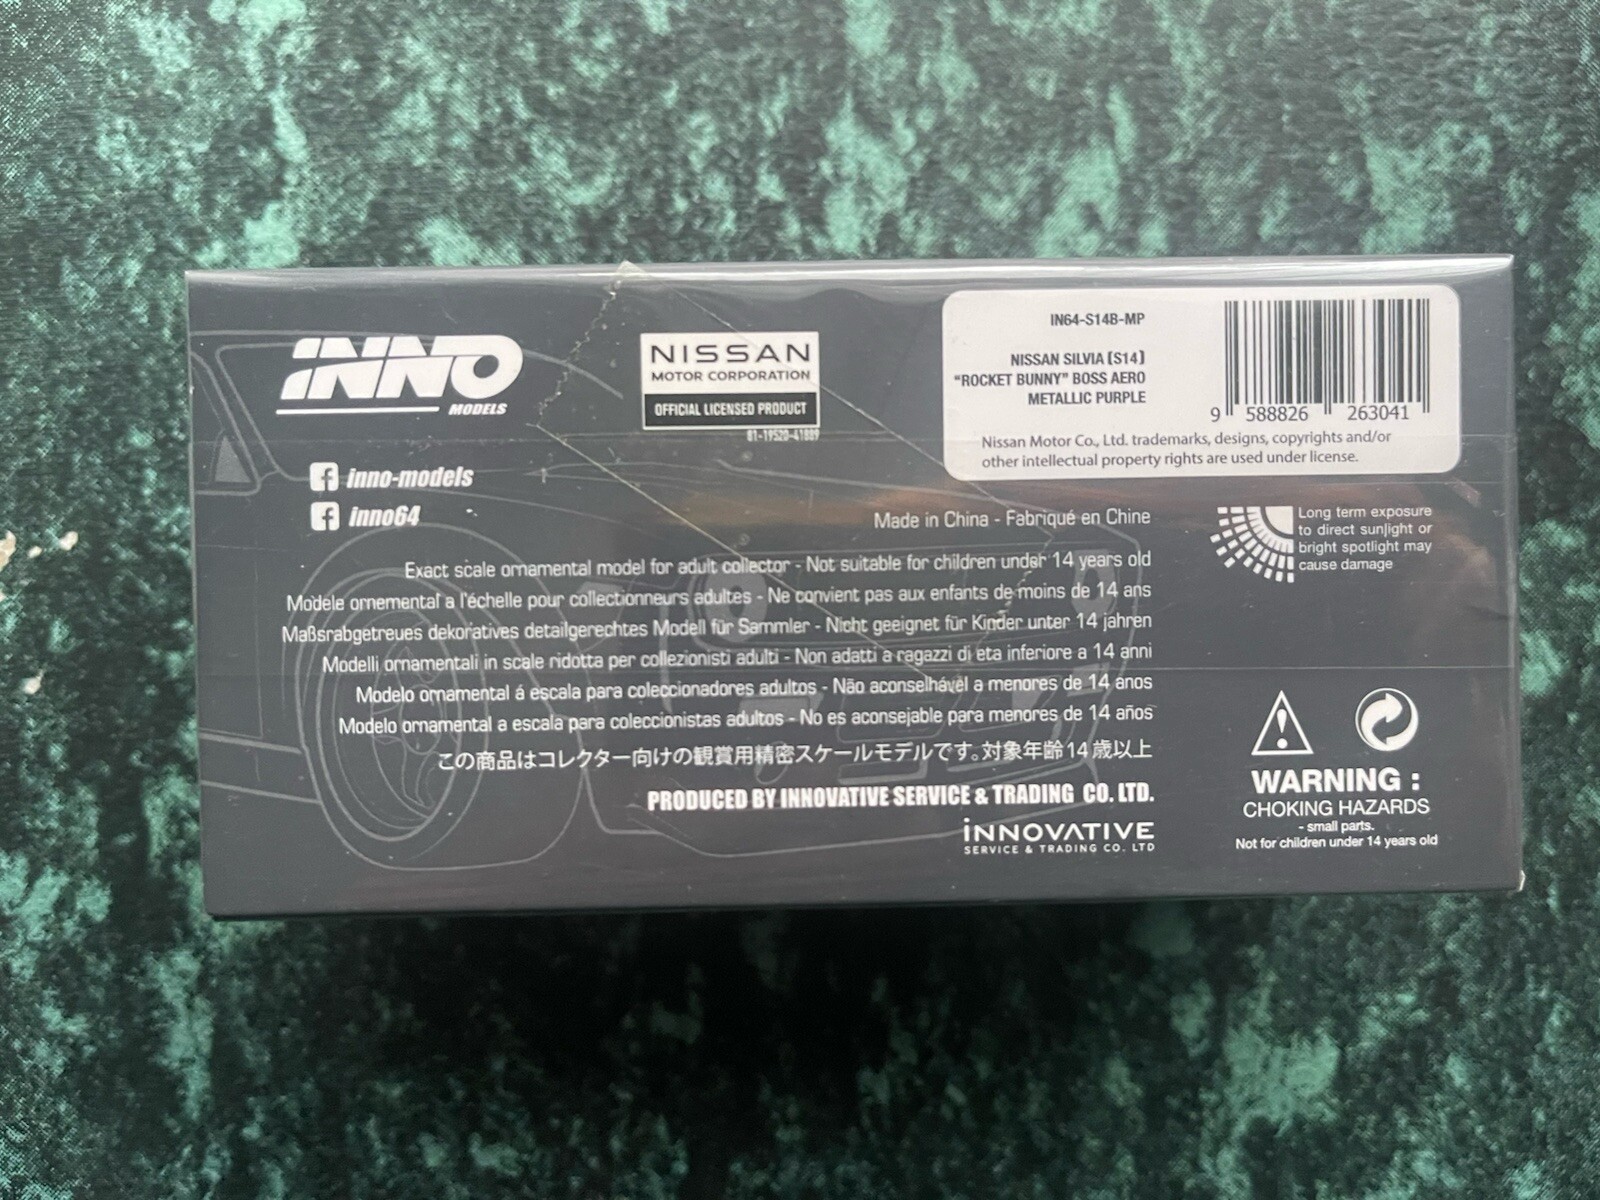 INNO
MODELS
NISSAN
MOTOR CORPORATION
OFFICIAL LICENSED PRODUCT
81-19520-41889
IN64-S14B-MP
NISSAN SILVIA (S14)
“ROCKET BUNNY” BOSS AERO
METALLIC PURPLE
9 588826 263041
Nissan Motor Co., Ltd. trademarks, designs, copyrights and/or
other intellectual property rights are used under license.
inno-models
inno64
Made in China - Fabriqué en Chine
Long term exposure
to direct sunlight or
bright spotlight may
cause damage
Exact scale ornamental model for adult collector - Not suitable for children under 14 years old
Modèle ornemental a l'échelle pour collectionneurs adultes - Ne convient pas aux enfants de moins de 14 ans
Maßsrabgetreues dekoratives detailgerechtes Modell für Sammler - Nicht geeignet für Kinder unter 14 jahren
Modelli ornamentali in scale ridotta per collezionisti adulti - Non adatti a ragazzi di eta inferiore a 14 anni
Modelo ornamental á escala para coleccionadores adultos - Não aconselhável a menores de 14 anos
Modelo ornamental a escala para coleccionistas adultos - No es aconsejable para menores de 14 años
この商品はコレクター向けの観賞用精密スケールモデルです。対象年齢14歳以上
PRODUCED BY INNOVATIVE SERVICE & TRADING CO. LTD.
INNOVATIVE
SERVICE & TRADING CO. LTD
WARNING :
CHOKING HAZARDS
- small parts.
Not for children under 14 years old